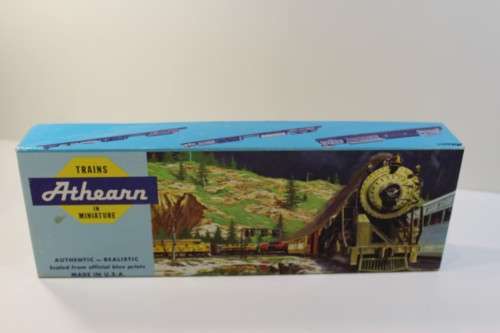 TRAINS
Athearn
IN
MINIATURE
AUTHENTIC — REALISTIC
Scaled from official blue prints
MADE IN U.S.A.